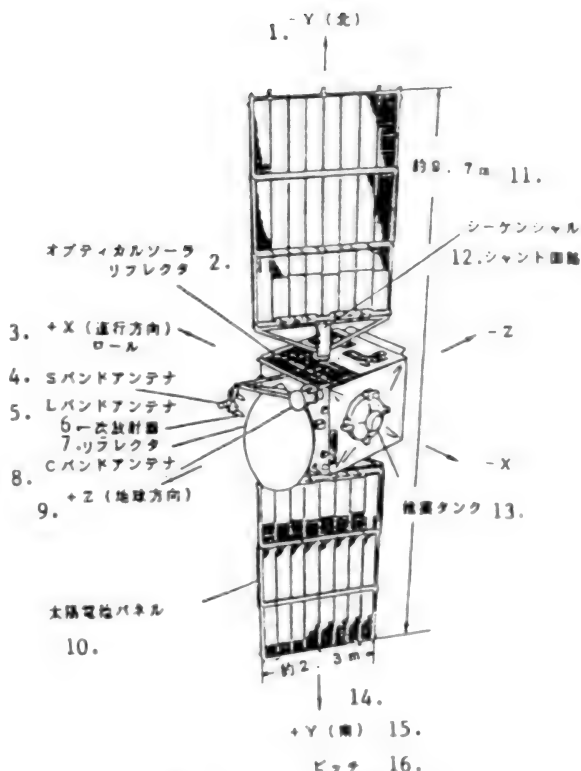 1. -Y (北)
約8.7m 11.
シーケンシャル
12.シャント回路
オプティカルソーラ
リフレクタ 2.
3. +X (進行方向)
ロール
-Z
4. Sバンドアンテナ
5. Lバンドアンテナ
6 一次放射器
7.リフレクタ
8. Cバンドアンテナ
9. +Z (地球方向)
-X
推薬タンク 13.
太陽電池パネル
10.
約2.3m
14.
+Y (南) 15.
ピッチ 16.